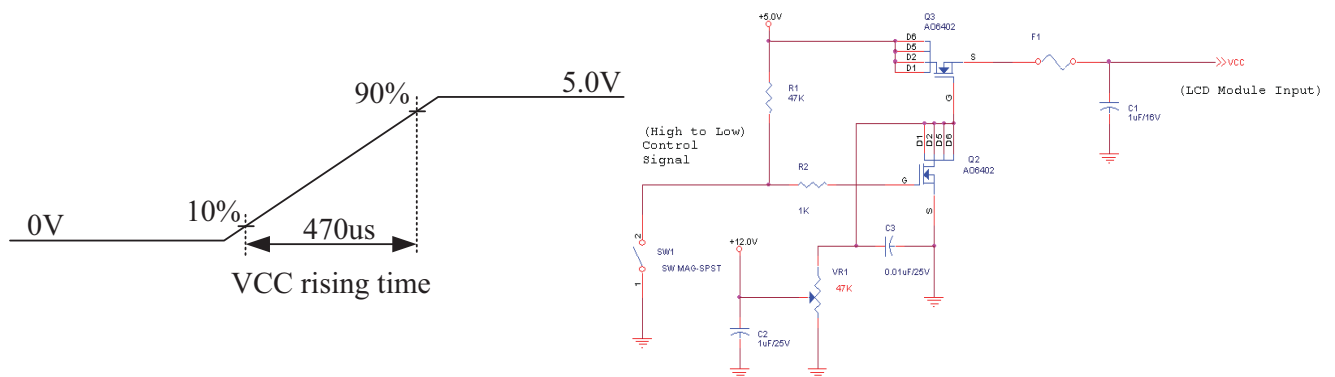 90%
5.0V
10%
0V
470us
VCC rising time
+5.0V
Q3
AO6402
D6
D5
D2
D1
S
G
F1
VCC
(LCD Module Input)
R1
47K
C1
1uF/16V
(High to Low)
Control
Signal
D1
D2
D5
D6
Q2
AO6402
R2
1K
G
S
2
SW1
SW MAG-SPST
1
+12.0V
C3
0.01uF/25V
VR1
47K
C2
1uF/25V